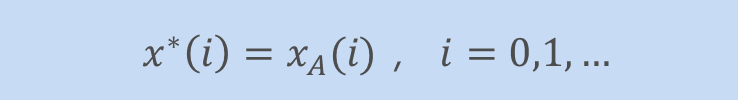 x*(i) = x_A(i) , i = 0,1, ...